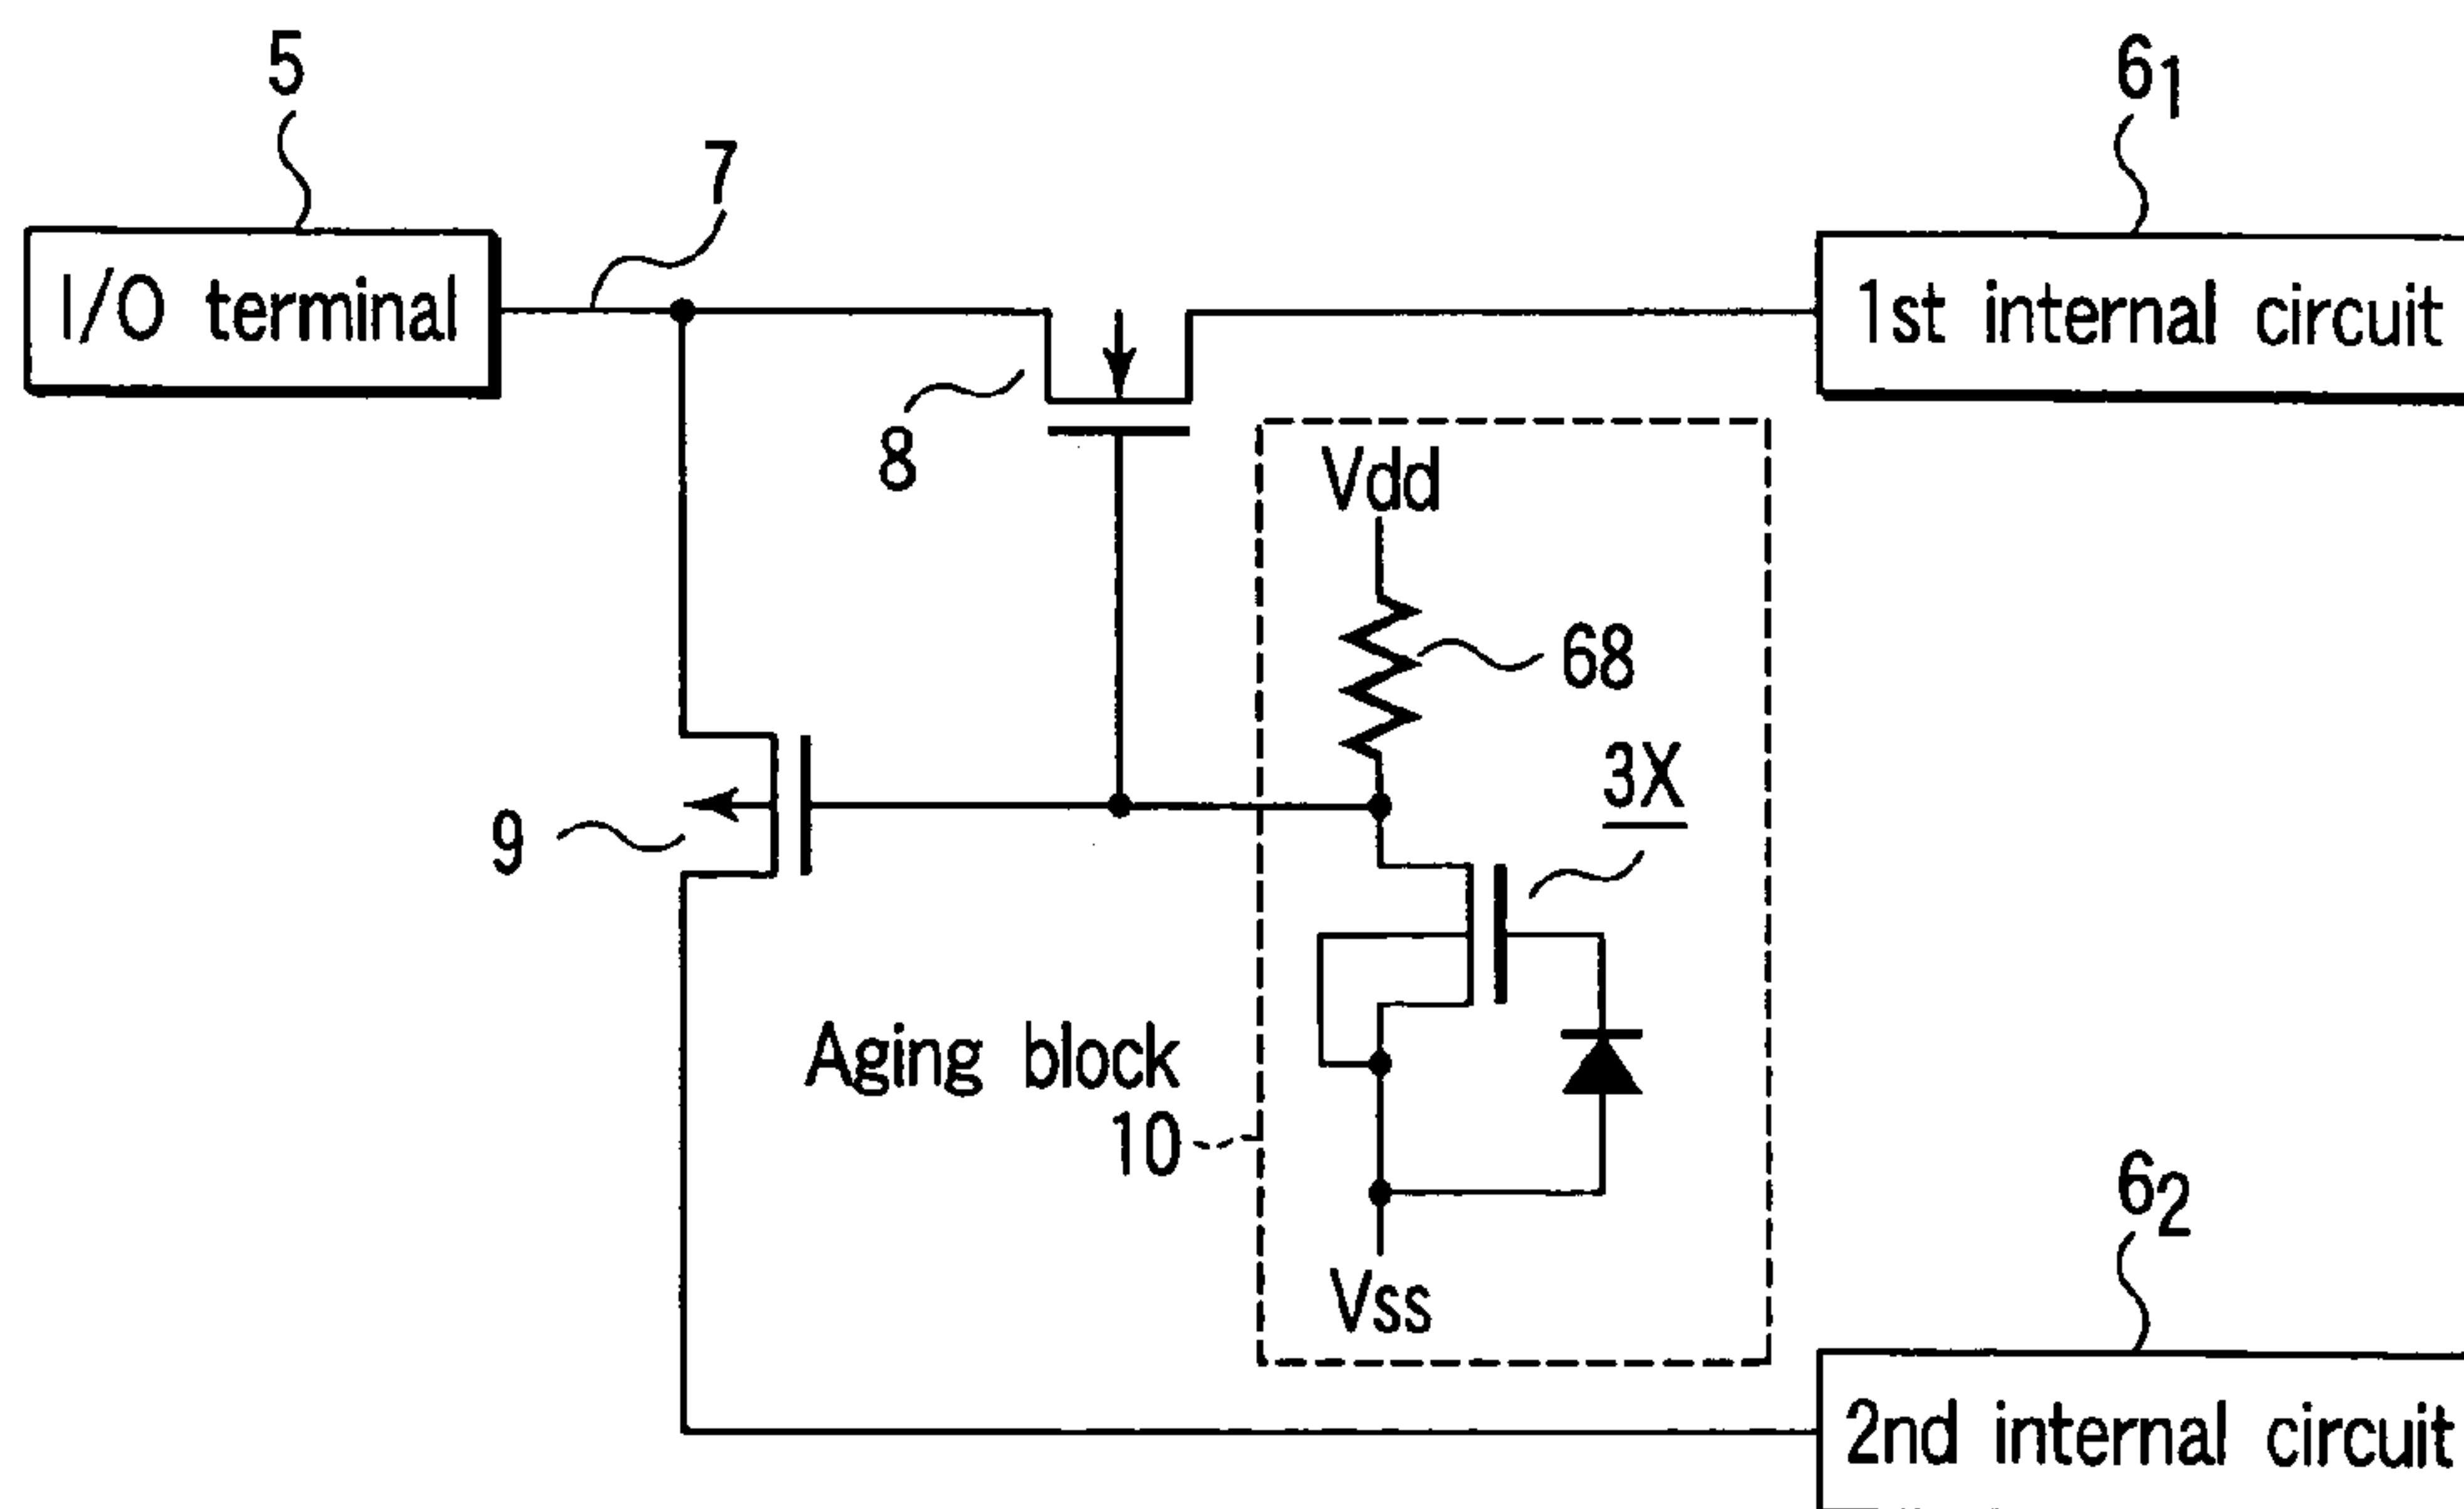 5
6₁
7
I/O terminal
1st internal circuit
8
Vdd
68
3X
9
Aging block
10
6₂
Vss
2nd internal circuit